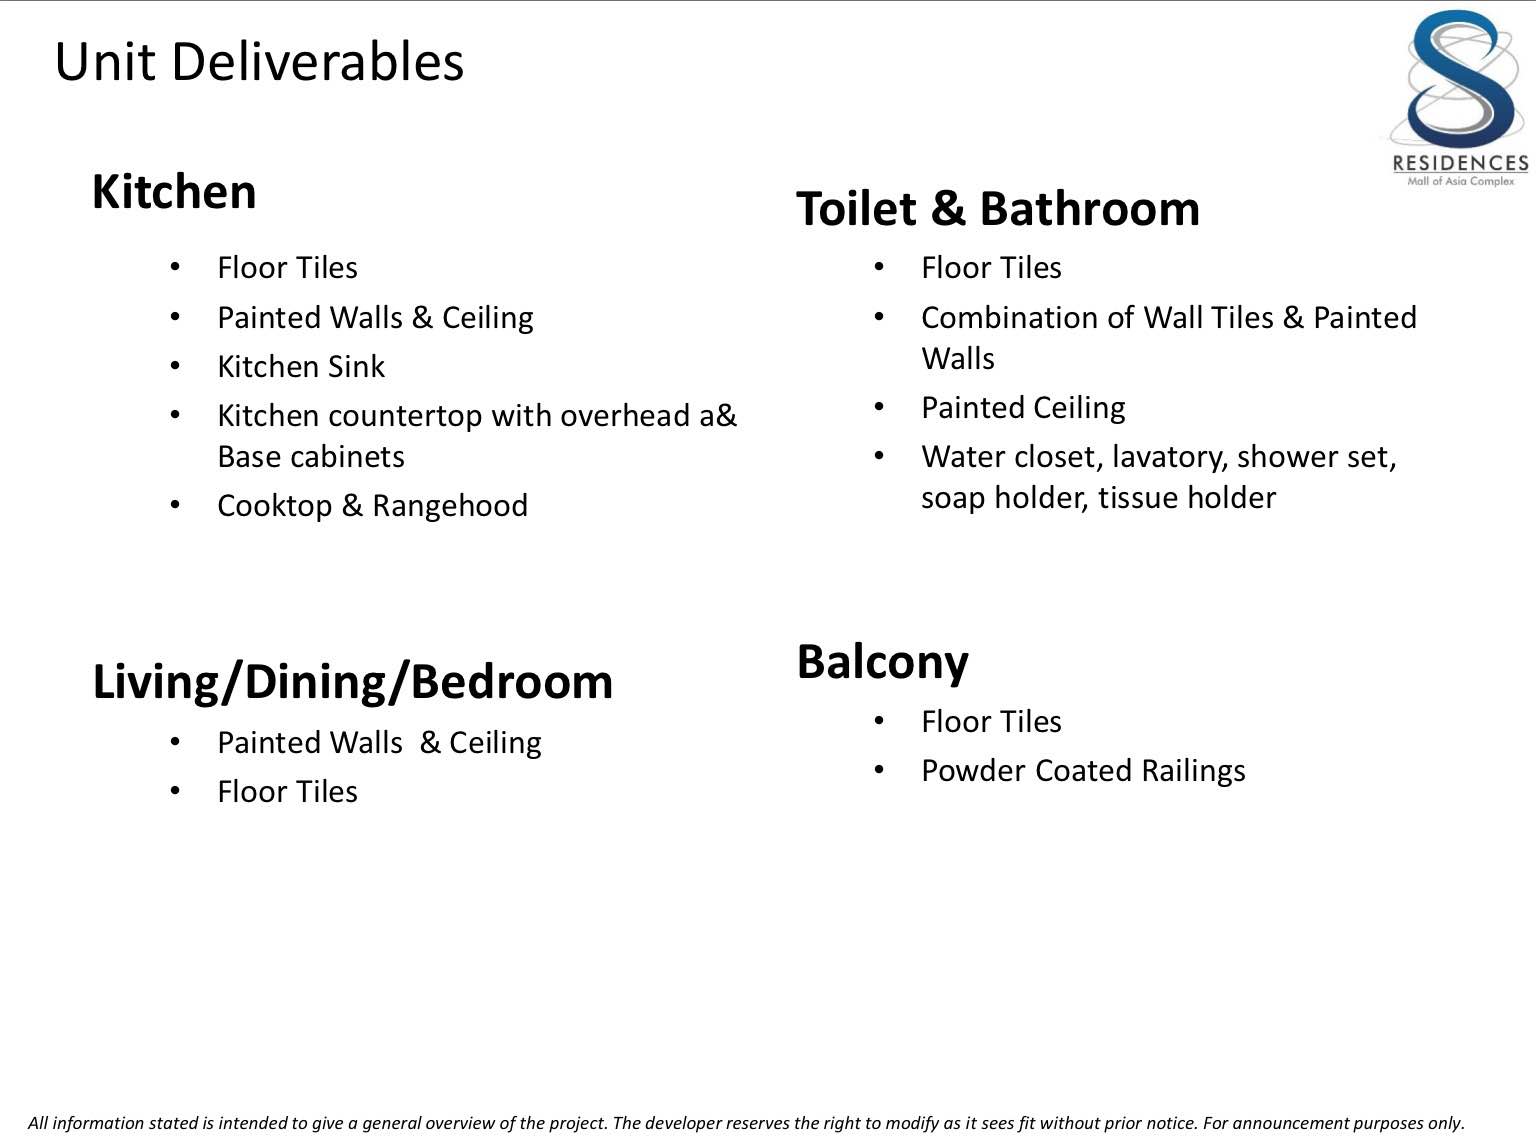 Unit Deliverables
S
RESIDENCES
Mall of Asia Complex
Kitchen
• Floor Tiles
• Painted Walls & Ceiling
• Kitchen Sink
• Kitchen countertop with overhead a&
Base cabinets
• Cooktop & Rangehood
Toilet & Bathroom
• Floor Tiles
• Combination of Wall Tiles & Painted
Walls
• Painted Ceiling
• Water closet, lavatory, shower set,
soap holder, tissue holder
Living/Dining/Bedroom
• Painted Walls  & Ceiling
• Floor Tiles
Balcony
• Floor Tiles
• Powder Coated Railings
All information stated is intended to give a general overview of the project. The developer reserves the right to modify as it sees fit without prior notice. For announcement purposes only.